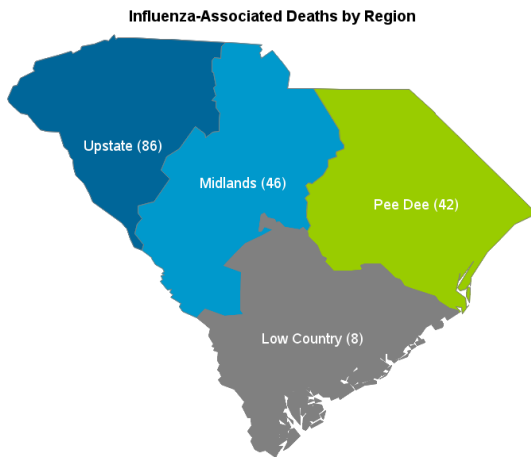 Influenza-Associated Deaths by Region
Upstate (86)
Midlands (46)
Pee Dee (42)
Low Country (8)